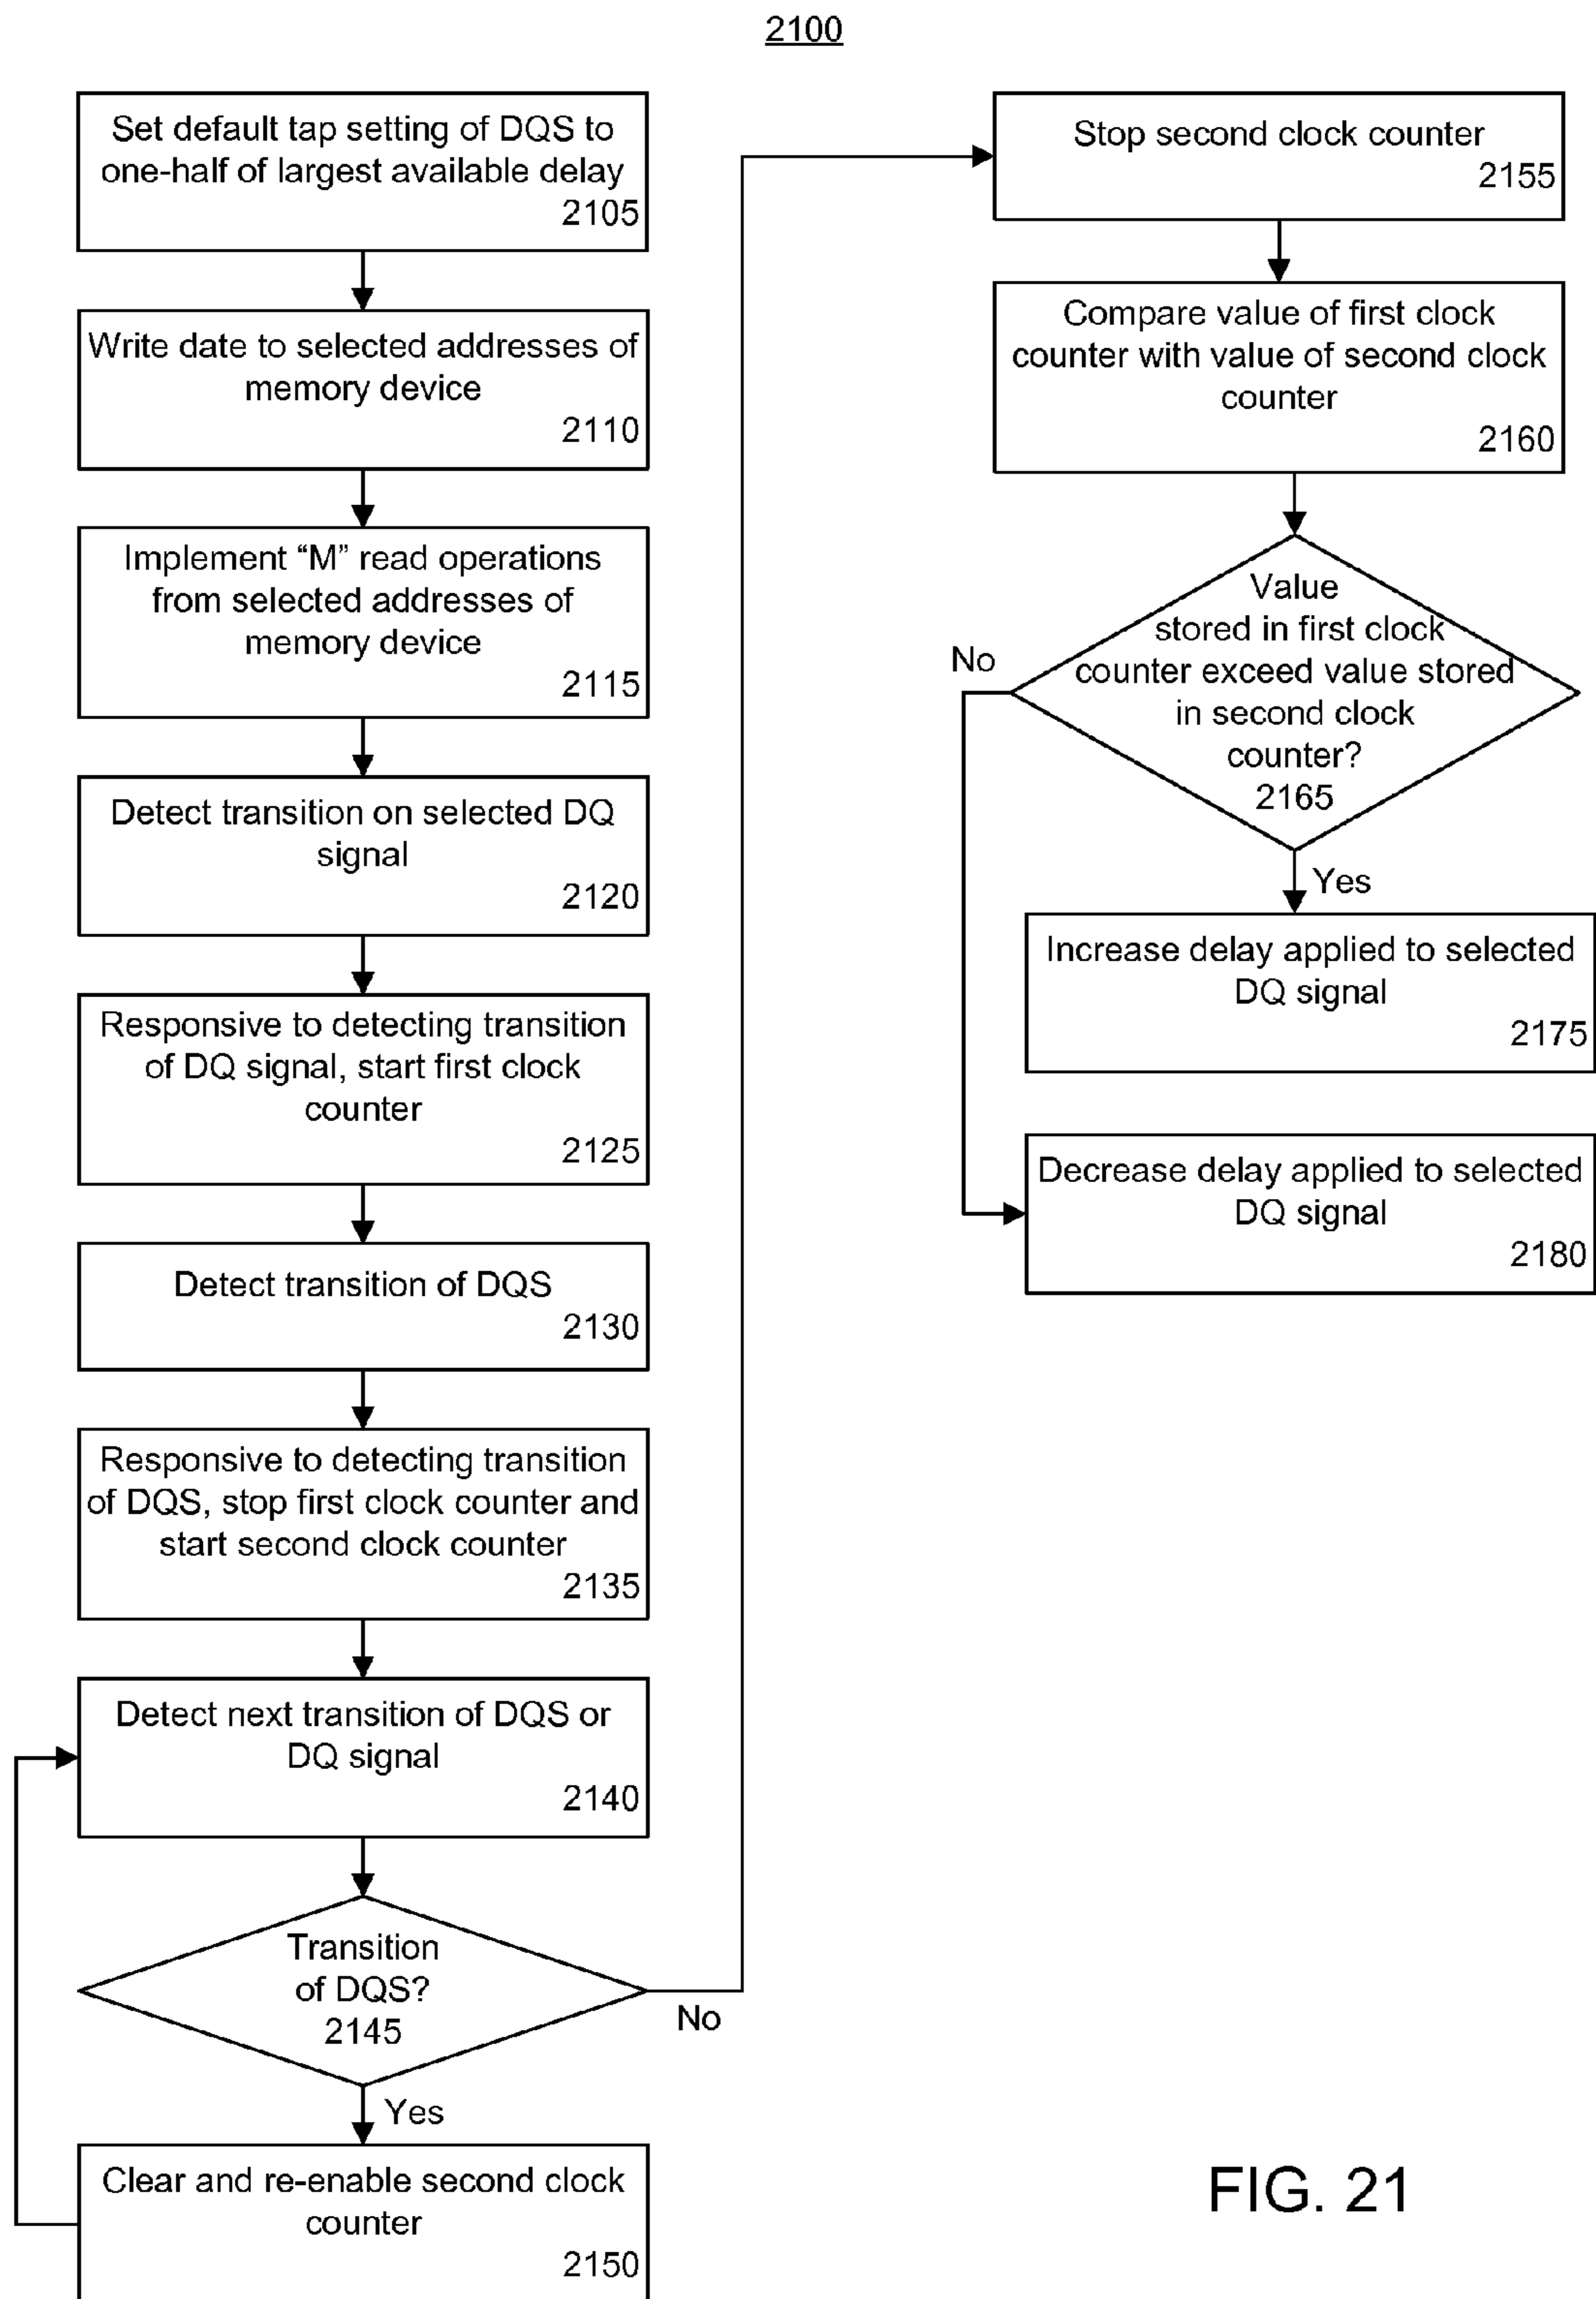 2100
Set default tap setting of DQS to
one-half of largest available delay
2105
Write date to selected addresses of
memory device
2110
Implement “M” read operations
from selected addresses of
memory device
2115
Detect transition on selected DQ
signal
2120
Responsive to detecting transition
of DQ signal, start first clock
counter
2125
Detect transition of DQS
2130
Responsive to detecting transition
of DQS, stop first clock counter and
start second clock counter
2135
Detect next transition of DQS or
DQ signal
2140
Transition
of DQS?
2145
No
Yes
Clear and re-enable second clock
counter
2150
Stop second clock counter
2155
Compare value of first clock
counter with value of second clock
counter
2160
Value
stored in first clock
counter exceed value stored
in second clock
counter?
2165
No
Yes
Increase delay applied to selected
DQ signal
2175
Decrease delay applied to selected
DQ signal
2180
FIG. 21